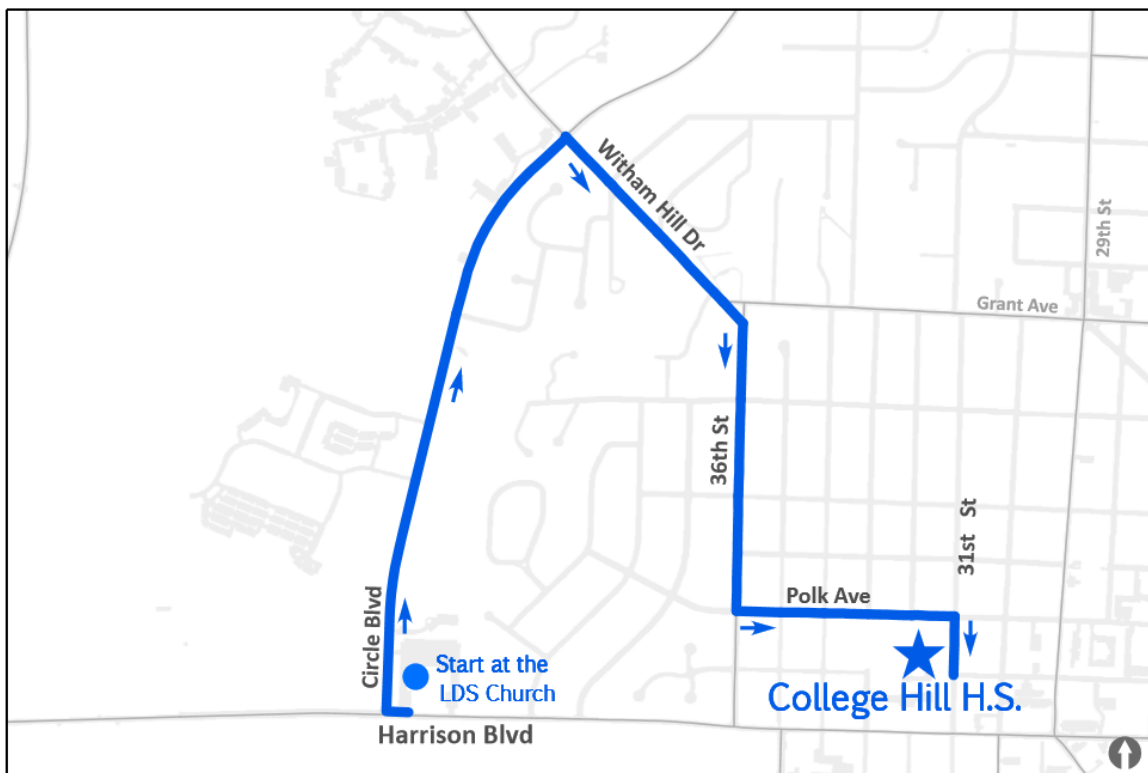 29th St
Witham Hill Dr
Grant Ave
36th St
31st St
Polk Ave
Circle Blvd
Start at the
LDS Church
College Hill H.S.
Harrison Blvd